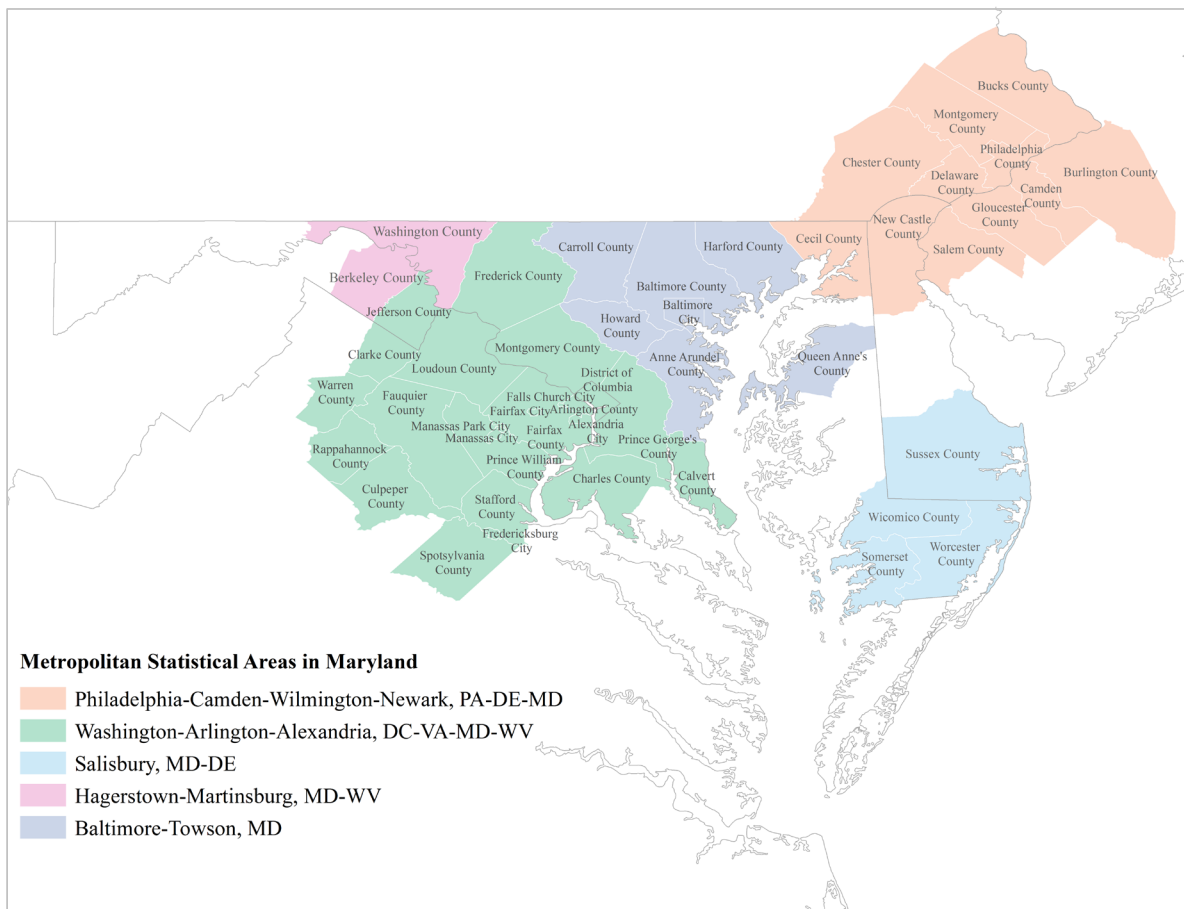 Bucks County
Montgomery
County
Philadelphia
County
Chester County
Burlington County
Delaware
County
Camden
County
Gloucester
County
New Castle
County
Salem County
Cecil County
Washington County
Carroll County
Harford County
Frederick County
Berkeley County
Baltimore County
Jefferson County
Baltimore
City
Howard
County
Montgomery County
Anne Arundel
County
Queen Anne's
County
Clarke County
Loudoun County
District of
Columbia
Warren
County
Fauquier
County
Falls Church City
Fairfax City
Arlington County
Manassas Park City
Manassas City
Fairfax
County
Alexandria
City
Prince George's
County
Rappahannock
County
Prince William
County
Charles County
Calvert
County
Sussex County
Culpeper
County
Stafford
County
Fredericksburg
City
Wicomico County
Spotsylvania
County
Somerset
County
Worcester
County
Metropolitan Statistical Areas in Maryland
Philadelphia-Camden-Wilmington-Newark, PA-DE-MD
Washington-Arlington-Alexandria, DC-VA-MD-WV
Salisbury, MD-DE
Hagerstown-Martinsburg, MD-WV
Baltimore-Towson, MD